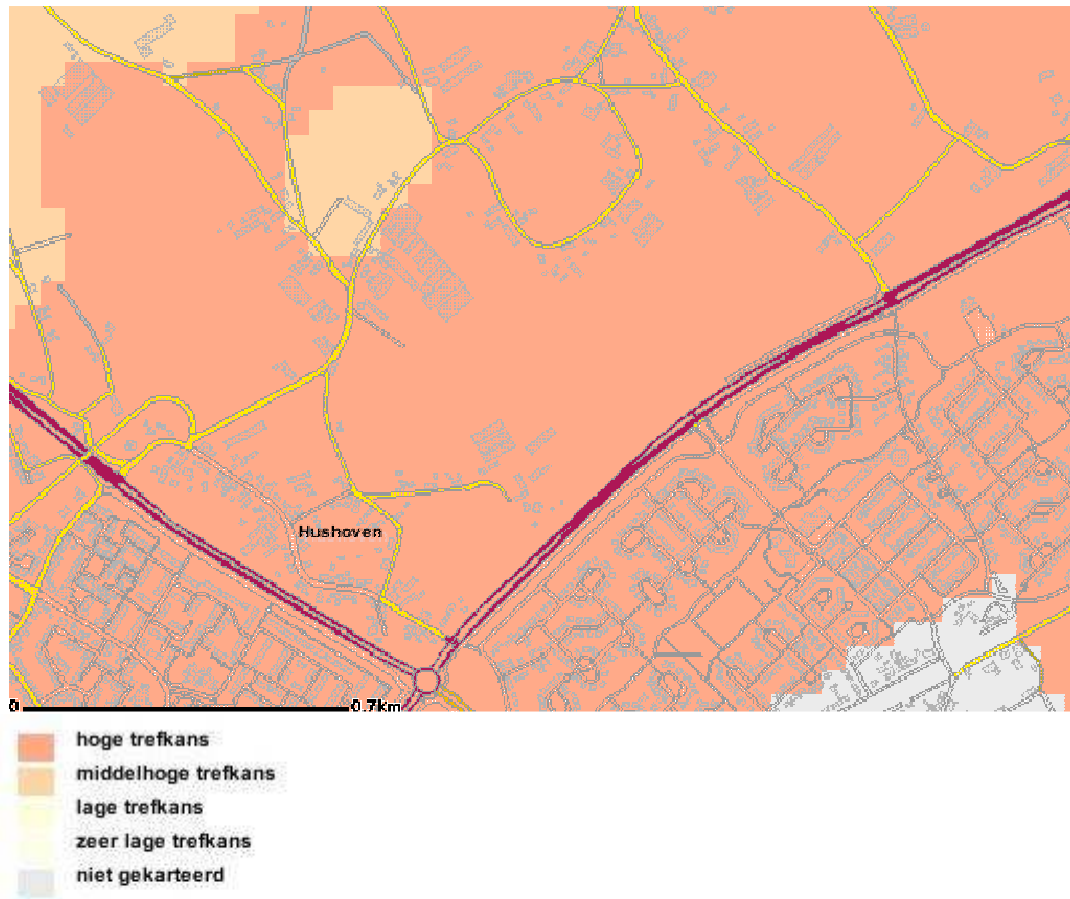 Hushoven
0 0.7km
hoge trefkans
middelhoge trefkans
lage trefkans
zeer lage trefkans
niet gekarteerd